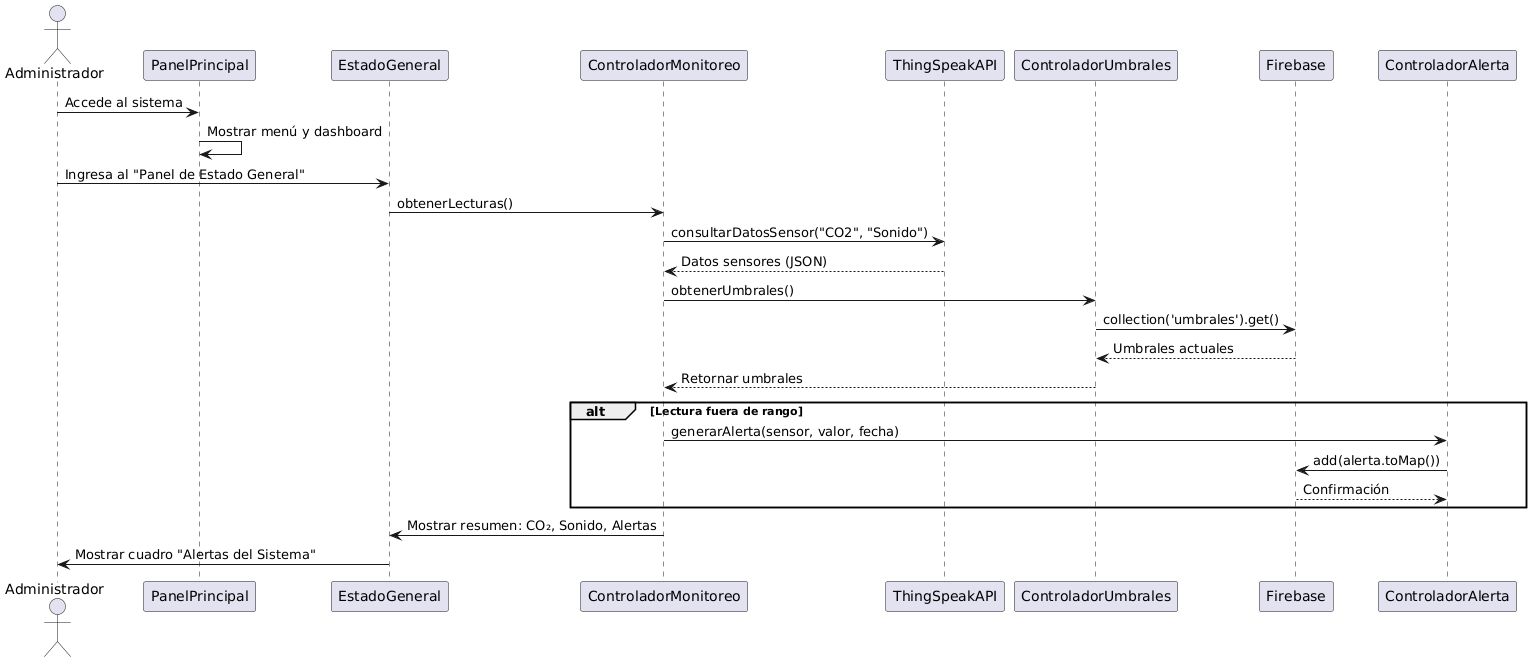 Administrador
PanelPrincipal
EstadoGeneral
ControladorMonitoreo
ThingSpeakAPI
ControladorUmbrales
Firebase
ControladorAlerta
Accede al sistema
Mostrar menú y dashboard
Ingresa al "Panel de Estado General"
obtenerLecturas()
consultarDatosSensor("CO2", "Sonido")
Datos sensores (JSON)
obtenerUmbrales()
collection('umbrales').get()
Umbrales actuales
Retornar umbrales
alt [Lectura fuera de rango]
generarAlerta(sensor, valor, fecha)
add(alerta.toMap())
Confirmación
Mostrar resumen: CO₂, Sonido, Alertas
Mostrar cuadro "Alertas del Sistema"
Administrador
PanelPrincipal
EstadoGeneral
ControladorMonitoreo
ThingSpeakAPI
ControladorUmbrales
Firebase
ControladorAlerta